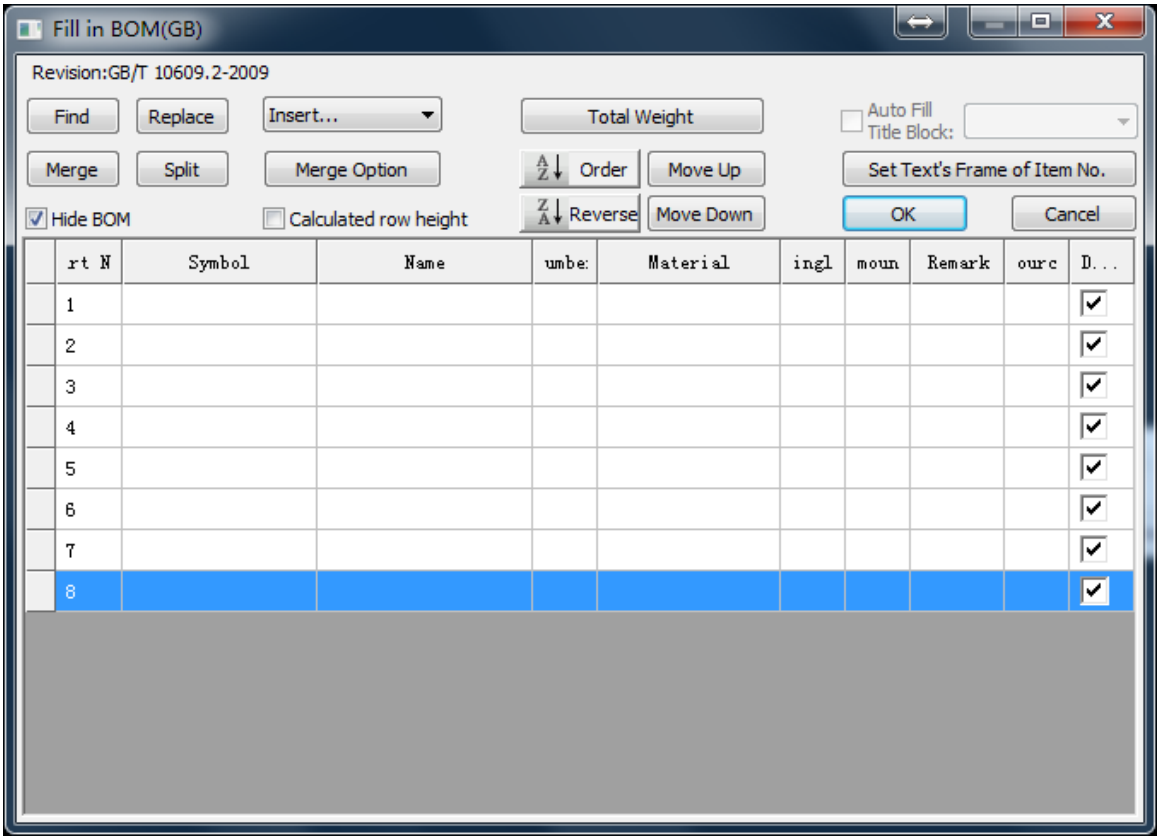 Fill in BOM(GB)
Revision:GB/T 10609.2-2009
Find Replace Insert... Total Weight Auto Fill
Title Block:
Merge Split Merge Option A Z Order Move Up Set Text's Frame of Item No.
Hide BOM Calculated row height Z A Reverse Move Down OK Cancel
rt N Symbol Name umbe: Material ingl moun Remark ourc D...
1
2
3
4
5
6
7
8